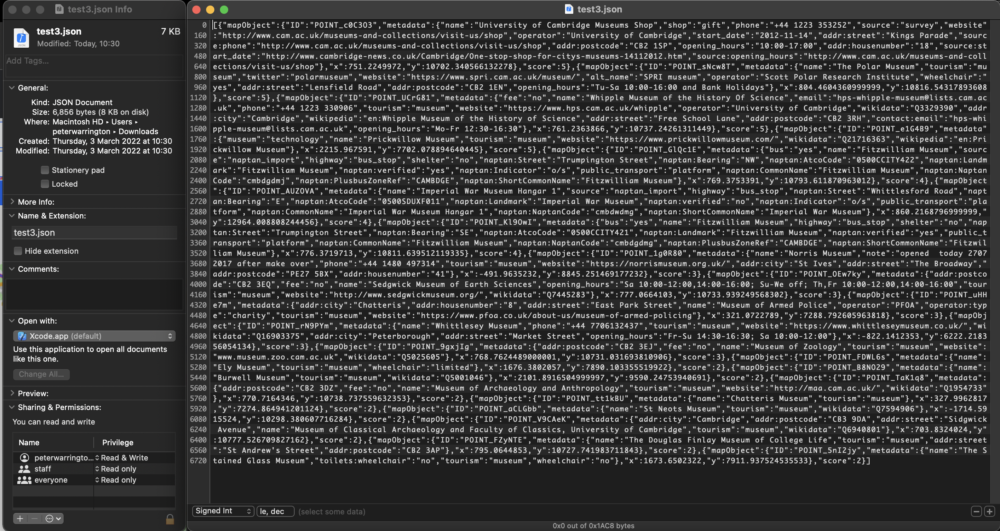 test3.json Info
test3.json
7 KB
Modified: Today, 10:30
JSON
Add Tags...
General:
Kind: JSON Document
Size: 6,856 bytes (8 KB on disk)
Where: Macintosh HD ▸ Users ▸
peterwarrington ▸ Downloads
Created: Thursday, 3 March 2022 at 10:30
Modified: Thursday, 3 March 2022 at 10:30
Stationery pad
Locked
More Info:
Name & Extension:
test3.json
Hide extension
Comments:
Open with:
Xcode.app (default)
Use this application to open all documents
like this one.
Change All...
Preview:
Sharing & Permissions:
You can read and write
Name Privilege
peterwarringto... Read & Write
staff Read only
everyone Read only
test3.json
0 [{"mapObject":{"ID":"POINT_c0C3O3","metadata":{"name":"University of Cambridge Museums Shop","shop":"gift","phone":"+44 1223 353252","source":"survey","website"
160 :"http://www.cam.ac.uk/museums-and-collections/visit-us/shop","operator":"University of Cambridge","start_date":"2012-11-14","addr:street":"Kings Parade","sourc
320 e:phone":"http://www.cam.ac.uk/museums-and-collections/visit-us/shop","addr:postcode":"CB2 1SP","opening_hours":"10:00-17:00","addr:housenumber":"18","source:st
480 art_date":"http://www.cambridge-news.co.uk/Cambridge/One-stop-shop-for-citys-museums-14112012.htm","source:opening_hours":"http://www.cam.ac.uk/museums-and-coll
640 ections/visit-us/shop"},"x":751.2249972,"y":10702.340566132278},"score":5},{"mapObject":{"ID":"POINT_sNcw8T","metadata":{"name":"The Polar Museum","tourism":"mu
800 seum","twitter":"polarmuseum","website":"https://www.spri.cam.ac.uk/museum/","alt_name":"SPRI museum","operator":"Scott Polar Research Institute","wheelchair":"
960 yes","addr:street":"Lensfield Road","addr:postcode":"CB2 1EN","opening_hours":"Tu-Sa 10:00-16:00 and Bank Holidays"},"x":804.4604360999999,"y":10816.54317893608
1120 },"score":5},{"mapObject":{"ID":"POINT_UCrG81","metadata":{"fee":"no","name":"Whipple Museum of the History Of Science","email":"hps-whipple-museum@lists.cam.ac
1280 .uk","phone":"+44 1223 330906","tourism":"museum","website":"https://www.hps.cam.ac.uk/whipple","operator":"University of Cambridge","wikidata":"Q3329390","addr
1440 :city":"Cambridge","wikipedia":"en:Whipple Museum of the History of Science","addr:street":"Free School Lane","addr:postcode":"CB2 3RH","contact:email":"hps-whi
1600 pple-museum@lists.cam.ac.uk","opening_hours":"Mo-Fr 12:30-16:30"},"x":761.2363866,"y":10737.24261311449},"score":5},{"mapObject":{"ID":"POINT_e1G4B9","metadata"
1760 :{"museum":"technology","name":"Prickwillow Museum","tourism":"museum","website":"https://www.prickwillowmuseum.com/","wikidata":"Q21716363","wikipedia":"en:Pri
1920 ckwillow Museum"},"x":2215.967591,"y":7702.078894640445},"score":5},{"mapObject":{"ID":"POINT_GlQc1E","metadata":{"bus":"yes","name":"Fitzwilliam Museum","sourc
2080 e":"naptan_import","highway":"bus_stop","shelter":"no","naptan:Street":"Trumpington Street","naptan:Bearing":"NW","naptan:AtcoCode":"0500CCITY422","naptan:Landm
2240 ark":"Fitzwilliam Museum","naptan:verified":"yes","naptan:Indicator":"o/s","public_transport":"platform","naptan:CommonName":"Fitzwilliam Museum","naptan:Naptan
2400 Code":"cmbdgdmj","naptan:PlusbusZoneRef":"CAMBDGE","naptan:ShortCommonName":"Fitzwilliam Museum"},"x":769.3753391,"y":10793.611870963012},"score":4},{"mapObject
2560 ":{"ID":"POINT_AUZOVA","metadata":{"name":"Imperial War Museum Hangar 1","source":"naptan_import","highway":"bus_stop","naptan:Street":"Whittlesford Road","napt
2720 an:Bearing":"E","naptan:AtcoCode":"0500SDUXF011","naptan:Landmark":"Imperial War Museum","naptan:verified":"no","naptan:Indicator":"o/s","public_transport":"pla
2880 tform","naptan:CommonName":"Imperial War Museum Hangar 1","naptan:NaptanCode":"cmbdwdmg","naptan:ShortCommonName":"Imperial War Museum"},"x":860.2168796999999,"
3040 y":12964.008808244456},"score":4},{"mapObject":{"ID":"POINT_Kl9OwI","metadata":{"bus":"yes","name":"Fitzwilliam Museum","highway":"bus_stop","shelter":"no","nap
3200 tan:Street":"Trumpington Street","naptan:Bearing":"SE","naptan:AtcoCode":"0500CCITY421","naptan:Landmark":"Fitzwilliam Museum","naptan:verified":"yes","public_t
3360 ransport":"platform","naptan:CommonName":"Fitzwilliam Museum","naptan:NaptanCode":"cmbdgdmg","naptan:PlusbusZoneRef":"CAMBDGE","naptan:ShortCommonName":"Fitzwil
3520 liam Museum"},"x":776.3719713,"y":10811.639512119335},"score":4},{"mapObject":{"ID":"POINT_1g0R80","metadata":{"name":"Norris Museum","note":"opened  today 2707
3680 2017 after make over","phone":"+44 1480 497314","tourism":"museum","website":"https://norrismuseum.org.uk/","addr:city":"St Ives","addr:street":"The Broadway","
3840 addr:postcode":"PE27 5BX","addr:housenumber":"41"},"x":-491.9635232,"y":8845.251469177232},"score":3},{"mapObject":{"ID":"POINT_OEw7ky","metadata":{"addr:postco
4000 de":"CB2 3EQ","fee":"no","name":"Sedgwick Museum of Earth Sciences","opening_hours":"Sa 10:00-12:00,14:00-16:00; Su-We off; Th,Fr 10:00-12:00,14:00-16:00","tour
4160 ism":"museum","website":"http://www.sedgwickmuseum.org/","wikidata":"Q7445283"},"x":777.0664103,"y":10733.939249568302},"score":3},{"mapObject":{"ID":"POINT_uHH
4320 e7m","metadata":{"addr:city":"Chatteris","addr:housenumber":"8","addr:street":"East Park Street","name":"Museum of Armed Police","operator":"PFOA","operator:typ
4480 e":"charity","tourism":"museum","website":"https://www.pfoa.co.uk/about-us/museum-of-armed-policing"},"x":321.0722789,"y":7288.792605963818},"score":3},{"mapObj
4640 ect":{"ID":"POINT_rN9PYm","metadata":{"name":"Whittlesey Museum","phone":"+44 7706132437","tourism":"museum","website":"https://www.whittleseymuseum.co.uk/","wi
4800 kidata":"Q16903375","addr:city":"Peterborough","addr:street":"Market Street","opening_hours":"Fr-Su 14:30-16:30; Sa 10:00-12:00"},"x":-822.1412353,"y":6222.2183
4960 56054134},"score":3},{"mapObject":{"ID":"POINT_9gxjIg","metadata":{"addr:postcode":"CB2 3EJ","fee":"no","name":"Museum of Zoology","tourism":"museum","website":
5120 "www.museum.zoo.cam.ac.uk","wikidata":"Q5025605"},"x":768.7624489000001,"y":10731.031693810906},"score":3},{"mapObject":{"ID":"POINT_FDWL6s","metadata":{"name":
5280 "Ely Museum","tourism":"museum","wheelchair":"limited"},"x":1676.3802057,"y":7890.103355519922},"score":2},{"mapObject":{"ID":"POINT_B8NO29","metadata":{"name":
5440 "Burwell Museum","tourism":"museum","wikidata":"Q5001046"},"x":2101.8916504999997,"y":9590.24753940691},"score":2},{"mapObject":{"ID":"POINT_TaK1q8","metadata":
5600 {"addr:postcode":"CB2 3DZ","fee":"no","name":"Museum of Archaeology and Anthropology","tourism":"museum","website":"http://maa.cam.ac.uk/","wikidata":"Q1954733"
5760 },"x":770.7164346,"y":10738.737559632353},"score":2},{"mapObject":{"ID":"POINT_tt1kBU","metadata":{"name":"Chatteris Museum","tourism":"museum"},"x":327.9962817
5920 ,"y":7274.864941201124},"score":2},{"mapObject":{"ID":"POINT_aCLGbb","metadata":{"name":"St Neots Museum","tourism":"museum","wikidata":"Q7594906"},"x":-1714.59
6080 15524,"y":10298.380607716284},"score":2},{"mapObject":{"ID":"POINT_V9CAeK","metadata":{"addr:city":"Cambridge","addr:postcode":"CB3 9DA","addr:street":"Sidgwick
6240  Avenue","name":"Museum of Classical Archaeology and Faculty of Classics, University of Cambridge","tourism":"museum","wikidata":"Q6940801"},"x":703.8324024,"y"
6400 :10777.526709827162},"score":2},{"mapObject":{"ID":"POINT_FZyNTE","metadata":{"name":"The Douglas Finlay Museum of College Life","tourism":"museum","addr:street
6560 ":"St Andrew's Street","addr:postcode":"CB2 3AP"},"x":795.0644853,"y":10727.741983711843},"score":2},{"mapObject":{"ID":"POINT_5nI2jy","metadata":{"name":"The S
6720 tained Glass Museum","toilets:wheelchair":"no","tourism":"museum","wheelchair":"no"},"x":1673.6502322,"y":7911.937524535533},"score":2}]
Signed Int
le, dec
(select some data)
0x0 out of 0x1AC8 bytes